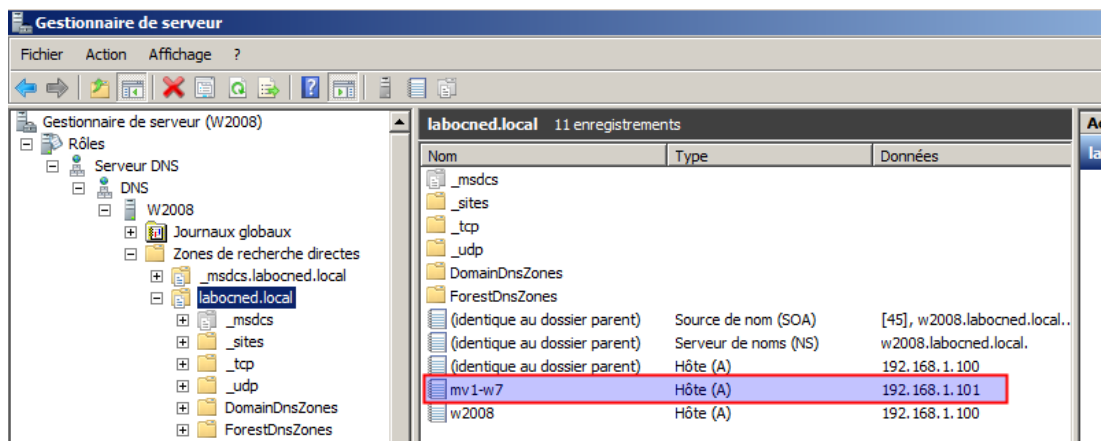 Gestionnaire de serveur
Fichier Action Affichage ?
Gestionnaire de serveur (W2008)
Rôles
Serveur DNS
DNS
W2008
Journaux globaux
Zones de recherche directes
_msdcs.labocned.local
labocned.local
_msdcs
_sites
_tcp
_udp
DomainDnsZones
ForestDnsZones
labocned.local 11 enregistrements
Nom Type Données
_msdcs
_sites
_tcp
_udp
DomainDnsZones
ForestDnsZones
(identique au dossier parent) Source de nom (SOA) [45], w2008.labocned.local..
(identique au dossier parent) Serveur de noms (NS) w2008.labocned.local.
(identique au dossier parent) Hôte (A) 192.168.1.100
mv1-w7 Hôte (A) 192.168.1.101
w2008 Hôte (A) 192.168.1.100
A
la